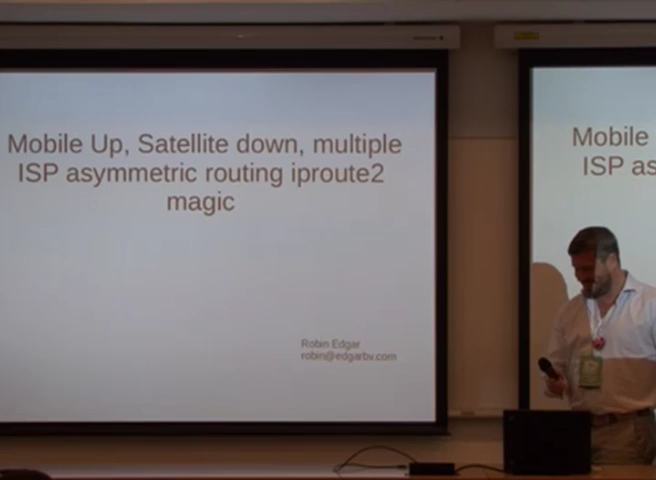 Mobile Up, Satellite down, multiple
ISP asymmetric routing iproute2
magic
Robin Edgar
robin@edgarbv.com
Mobile
ISP as